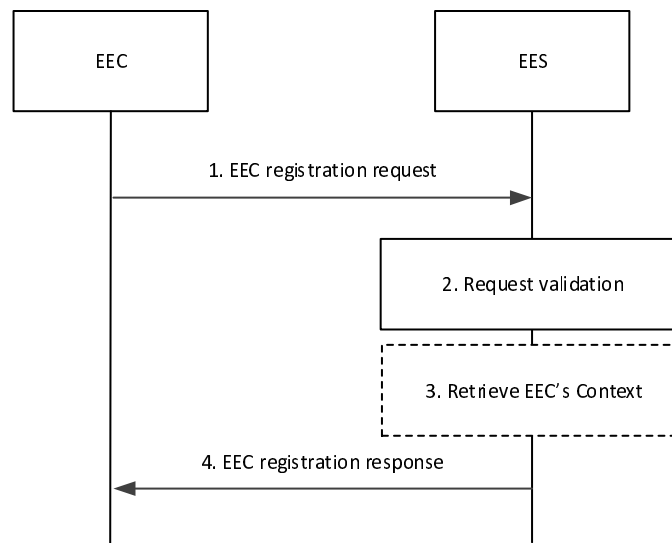 EEC
EES
1. EEC registration request
2. Request validation
3. Retrieve EEC’s Context
4. EEC registration response